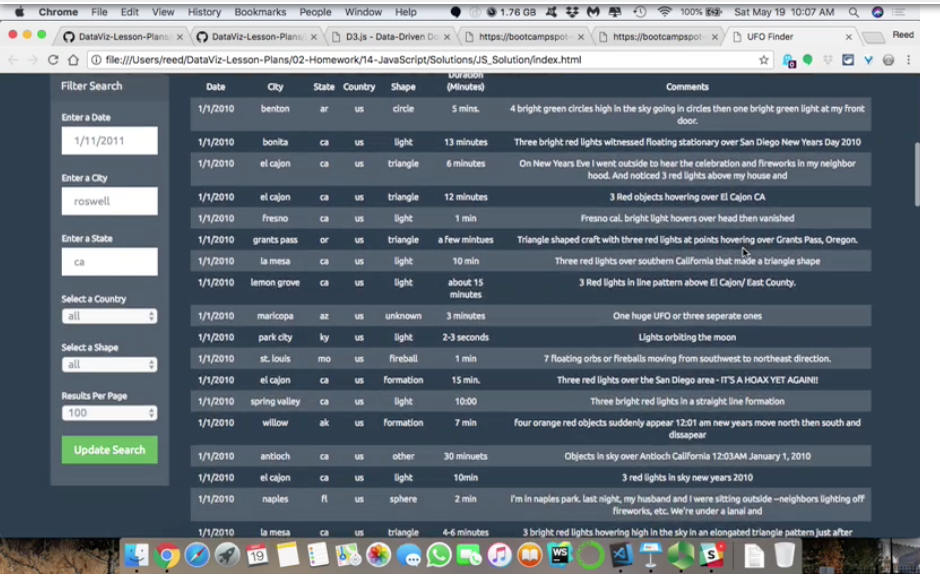 Chrome File Edit View History Bookmarks People Window Help 1.76 GB 100% Sat May 19 10:07 AM
DataViz-Lesson-Plans DataViz-Lesson-Plans D3.js - Data-Driven Do https://bootcampspot- https://bootcampspot- UFO Finder Reed
file:///Users/reed/DataViz-Lesson-Plans/02-Homework/14-JavaScript/Solutions/JS_Solution/index.html
Filter Search
Enter a Date
1/11/2011
Enter a City
roswell
Enter a State
ca
Select a Country
all
Select a Shape
all
Results Per Page
100
Update Search
Duration
Date City State Country Shape (Minutes) Comments
1/1/2010 benton ar us circle 5 mins. 4 bright green circles high in the sky going in circles then one bright green light at my front
door.
1/1/2010 bonita ca us light 13 minutes Three bright red lights witnessed floating stationary over San Diego New Years Day 2010
1/1/2010 el cajon ca us triangle 6 minutes On New Years Eve I went outside to hear the celebration and fireworks in my neighbor
hood. And noticed 3 red lights above my house and
1/1/2010 el cajon ca us triangle 12 minutes 3 Red objects hovering over El Cajon CA
1/1/2010 fresno ca us light 1 min Fresno cal. bright light hovers over head then vanished
1/1/2010 grants pass or us triangle a few mintues Triangle shaped craft with three red lights at points hovering over Grants Pass, Oregon.
1/1/2010 la mesa ca us light 10 min Three red lights over southern California that made a triangle shape
1/1/2010 lemon grove ca us light about 15 3 Red lights in line pattern above El Cajon/ East County.
minutes
1/1/2010 maricopa az us unknown 3 minutes One huge UFO or three seperate ones
1/1/2010 park city ky us light 2-3 seconds Lights orbiting the moon
1/1/2010 st. louis mo us fireball 1 min 7 floating orbs or fireballs moving from southwest to northeast direction.
1/1/2010 el cajon ca us formation 15 min. Three red lights over the San Diego area - IT'S A HOAX YET AGAIN!!
1/1/2010 spring valley ca us light 10:00 Three bright red lights in a straight line formation
1/1/2010 willow ak us formation 7 min four orange red objects suddenly appear 12:01 am new years move north then south and
dissapear
1/1/2010 antioch ca us other 30 minuets Objects in sky over Antioch California 12:03AM January 1, 2010
1/1/2010 el cajon ca us light 10min 3 red lights in sky new years 2010
1/1/2010 naples fl us sphere 2 min I'm in naples park. last night, my husband and I were sitting outside --neighbors lighting off
fireworks, etc. We're under a lanai and
1/1/2010 la mesa ca us triangle 4-6 minutes 3 bright red lights hovering high in the sky in an elongated triangle pattern just after
19
WS